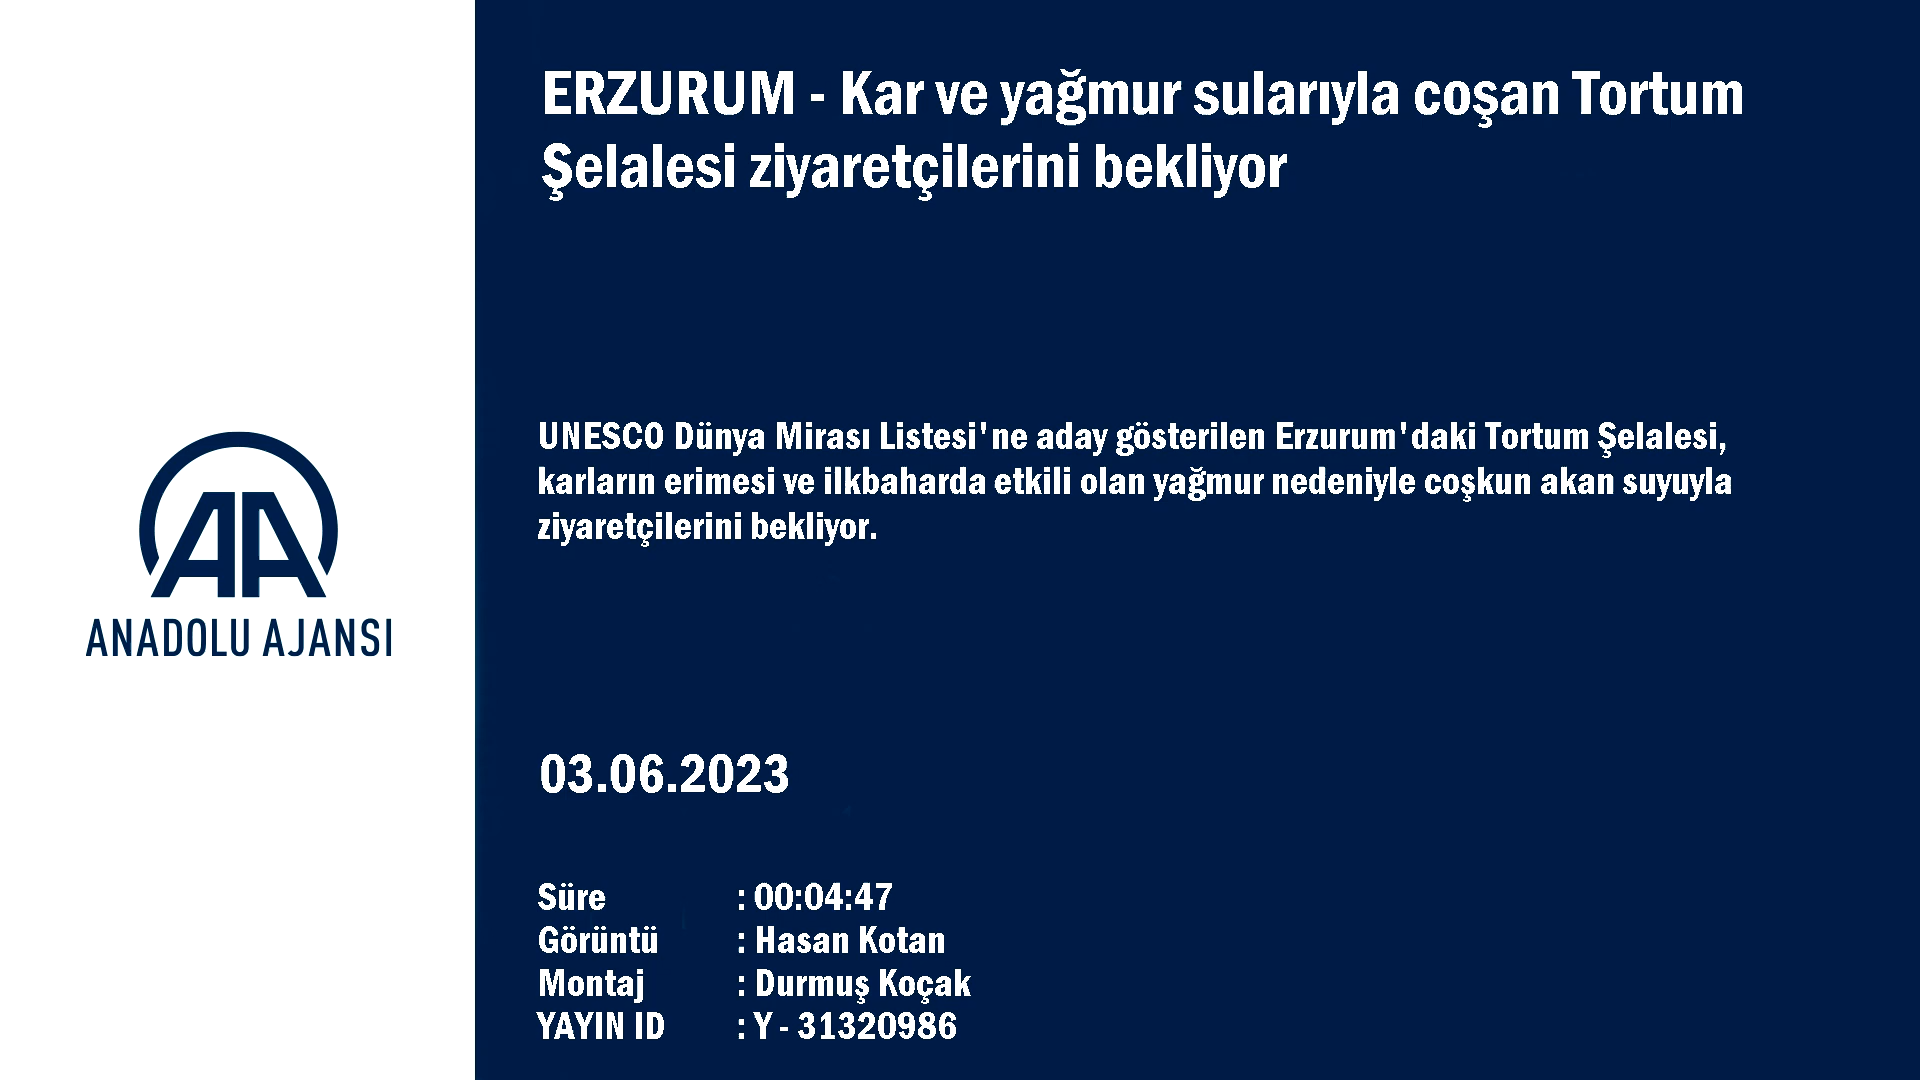 ERZURUM - Kar ve yağmur sularıyla coşan Tortum
Şelalesi ziyaretçilerini bekliyor
UNESCO Dünya Mirası Listesi'ne aday gösterilen Erzurum'daki Tortum Şelalesi,
karların erimesi ve ilkbaharda etkili olan yağmur nedeniyle coşkun akan suyuyla
ziyaretçilerini bekliyor.
AA
ANADOLU AJANSI
03.06.2023
Süre : 00:04:47
Görüntü : Hasan Kotan
Montaj : Durmuş Koçak
YAYIN ID : Y - 31320986